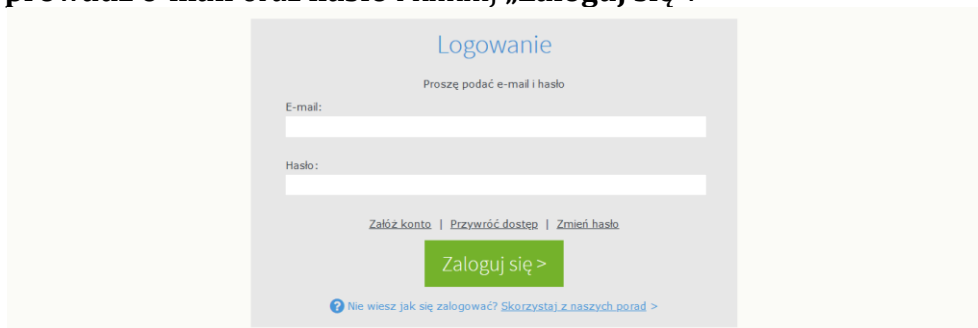 Logowanie
Proszę podać e-mail i hasło
E-mail:
Hasło:
Załóż konto | Przywróć dostęp | Zmień hasło
Zaloguj się >
? Nie wiesz jak się zalogować? Skorzystaj z naszych porad >